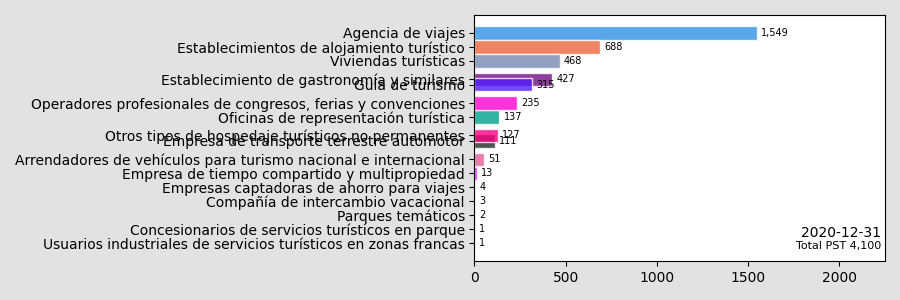 Agencia de viajes 1,549
Establecimientos de alojamiento turístico 688
Viviendas turísticas 468
Establecimiento de gastronomía y similares 427
Guia de turismo 315
Operadores profesionales de congresos, ferias y convenciones 235
Oficinas de representación turística 137
Otros tipos de hospedaje turísticos no permanentes 127
Empresa de transporte terrestre automotor 111
Arrendadores de vehículos para turismo nacional e internacional 51
Empresa de tiempo compartido y multipropiedad 13
Empresas captadoras de ahorro para viajes 4
Compañía de intercambio vacacional 3
Parques temáticos 2
Concesionarios de servicios turísticos en parque 1
Usuarios industriales de servicios turísticos en zonas francas 1
2020-12-31
Total PST 4,100
0 500 1000 1500 2000